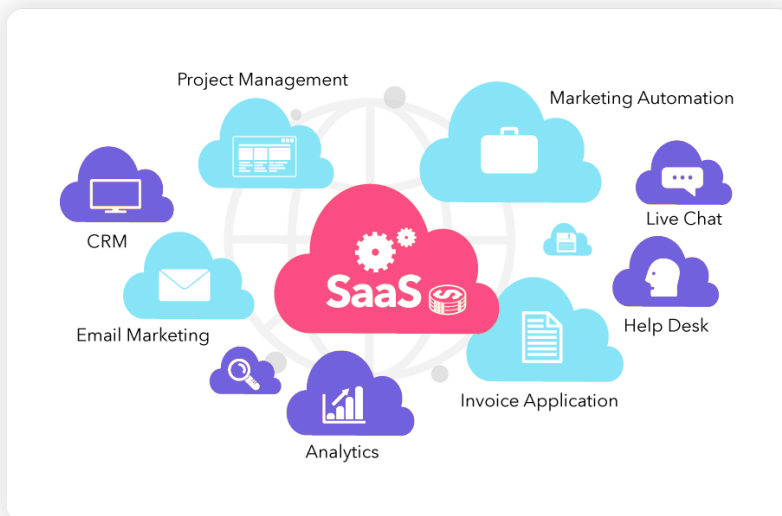 Project Management
Marketing Automation
CRM
Live Chat
SaaS
Email Marketing
Help Desk
Invoice Application
Analytics